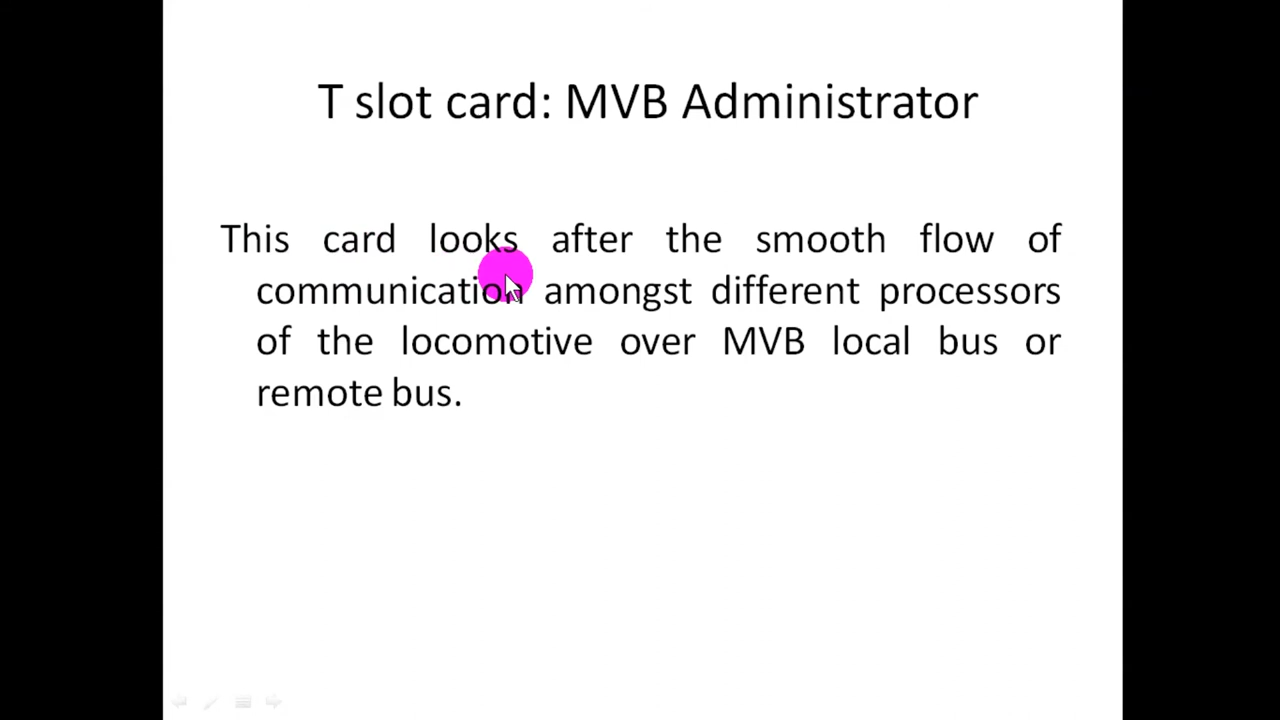 T slot card: MVB Administrator
This card looks after the smooth flow of
communication amongst different processors
of the locomotive over MVB local bus or
remote bus.